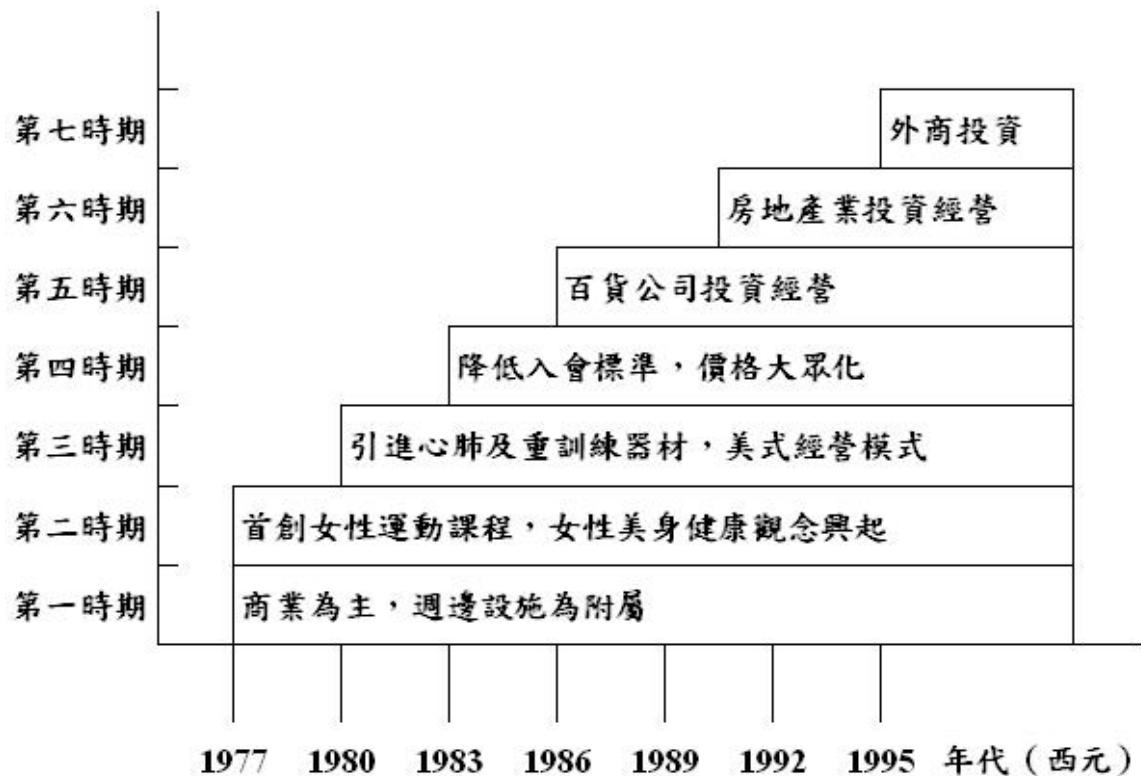 第七時期 外商投資
第六時期 房地產業投資經營
第五時期 百貨公司投資經營
第四時期 降低入會標準，價格大眾化
第三時期 引進心肺及重訓練器材，美式經營模式
第二時期 首創女性運動課程，女性美身健康觀念興起
第一時期 商業為主，週邊設施為附屬
1977 1980 1983 1986 1989 1992 1995 年代（西元）